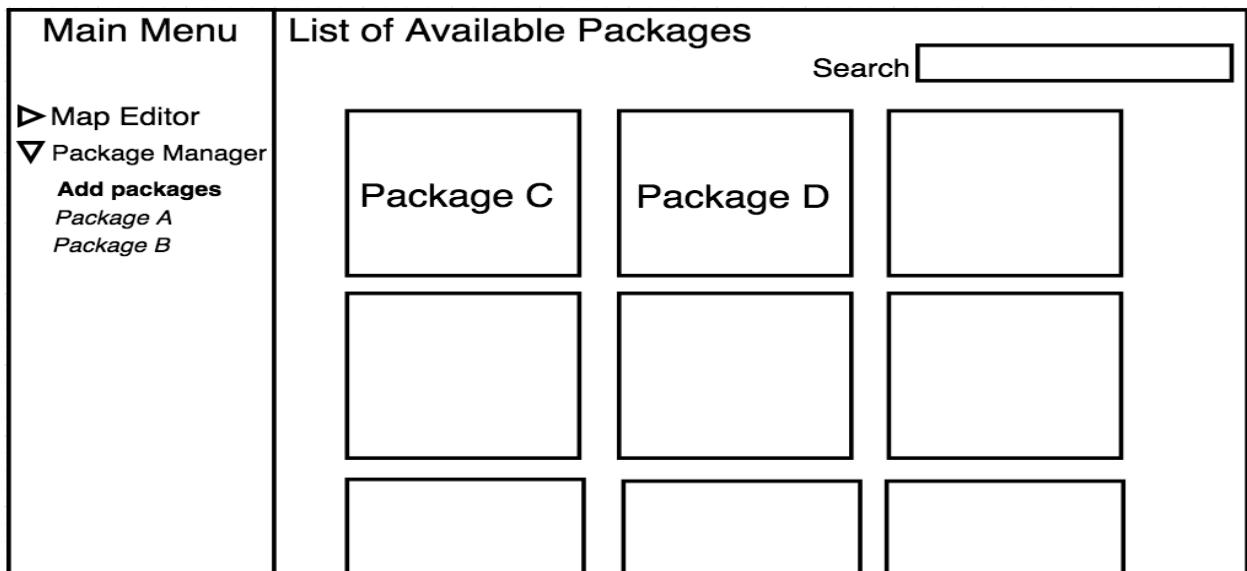 Main Menu
List of Available Packages
Search
Map Editor
Package Manager
Add packages
Package A
Package B
Package C
Package D